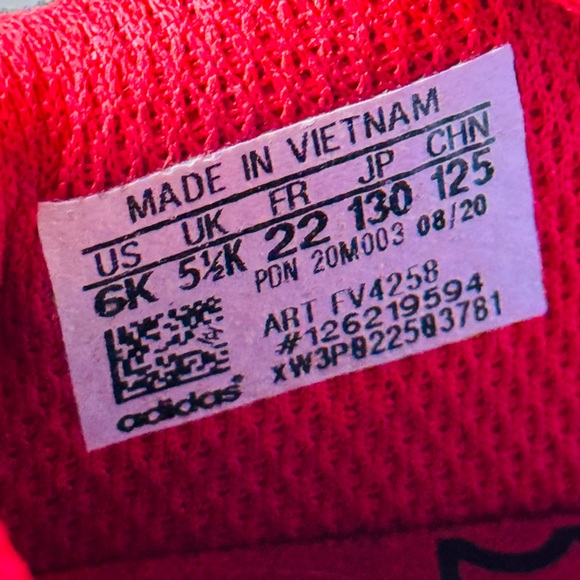 MADE IN VIETNAM
US UK FR JP CHN
6K 5½K 22 130 125
PDN 20M003 08/20
ART FV4258
#126219594
xW3P022503781
adidas